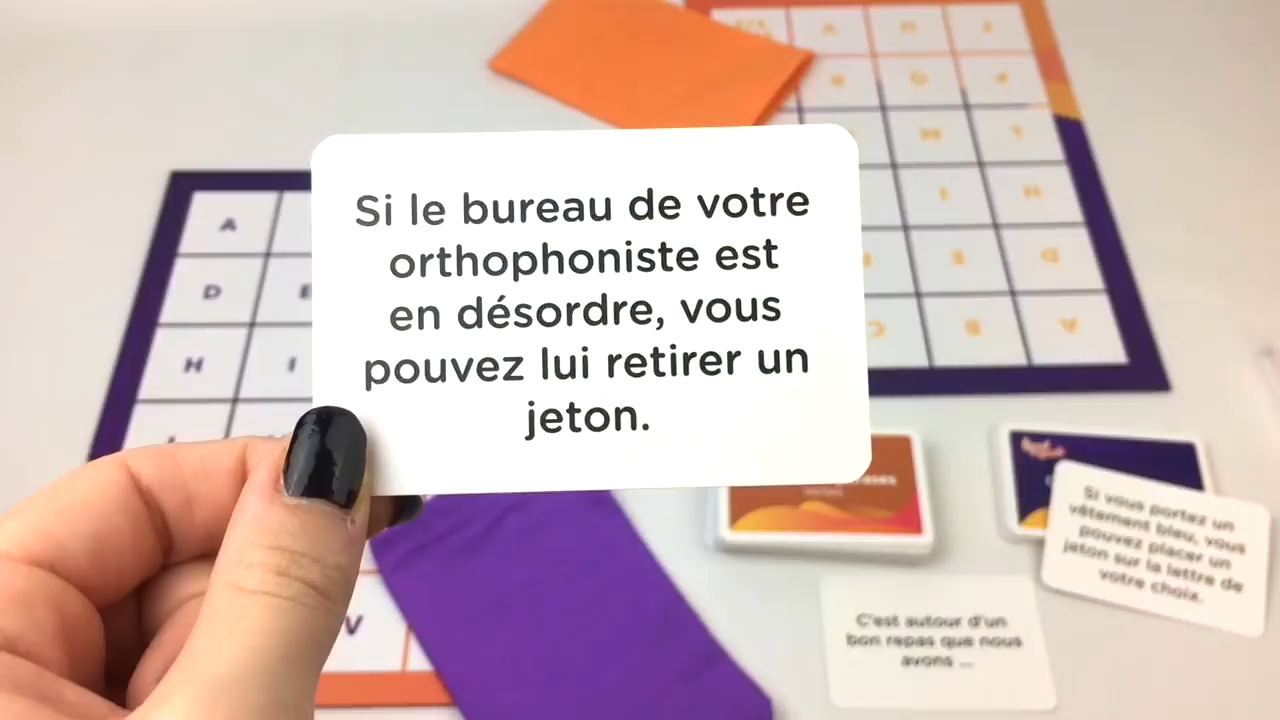 Si le bureau de votre
orthophoniste est
en désordre, vous
pouvez lui retirer un
jeton.
A
D
E
H
I
V
Si vous portez un
vêtement bleu, vous
pouvez placer un
jeton sur la lettre de
votre choix.
C'est autour d'un
bon repas que nous
avons ...